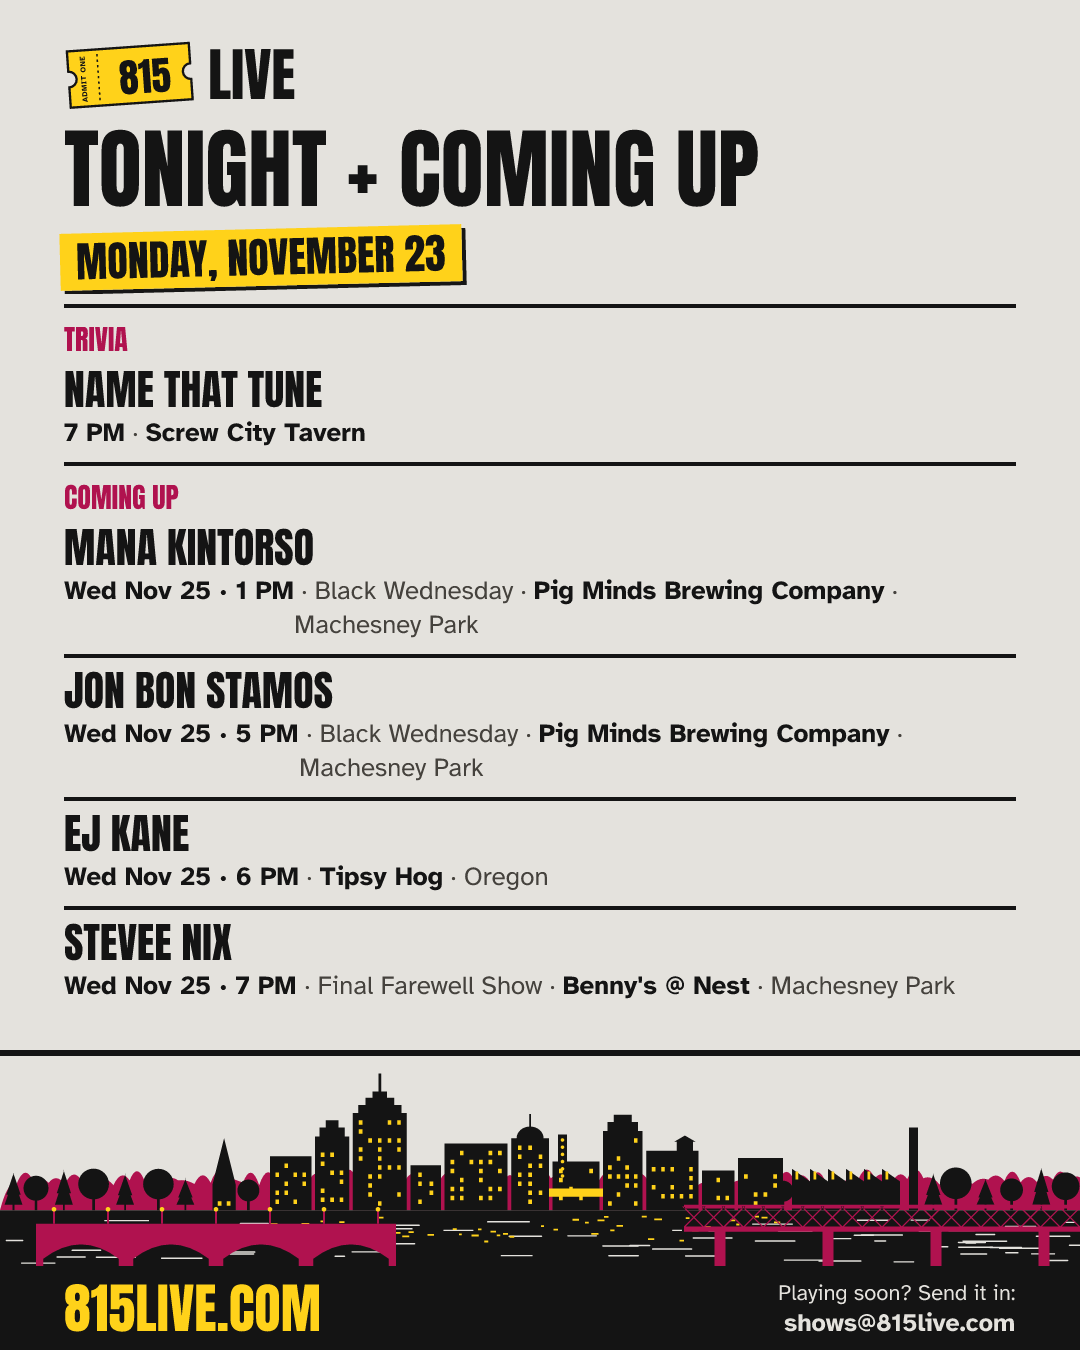 ADMIT ONE 815 LIVE
TONIGHT + COMING UP
MONDAY, NOVEMBER 23
TRIVIA
NAME THAT TUNE
7 PM · Screw City Tavern
COMING UP
MANA KINTORSO
Wed Nov 25 • 1 PM · Black Wednesday · Pig Minds Brewing Company ·
Machesney Park
JON BON STAMOS
Wed Nov 25 • 5 PM · Black Wednesday · Pig Minds Brewing Company ·
Machesney Park
EJ KANE
Wed Nov 25 • 6 PM · Tipsy Hog · Oregon
STEVEE NIX
Wed Nov 25 • 7 PM · Final Farewell Show · Benny's @ Nest · Machesney Park
815LIVE.COM
Playing soon? Send it in:
shows@815live.com